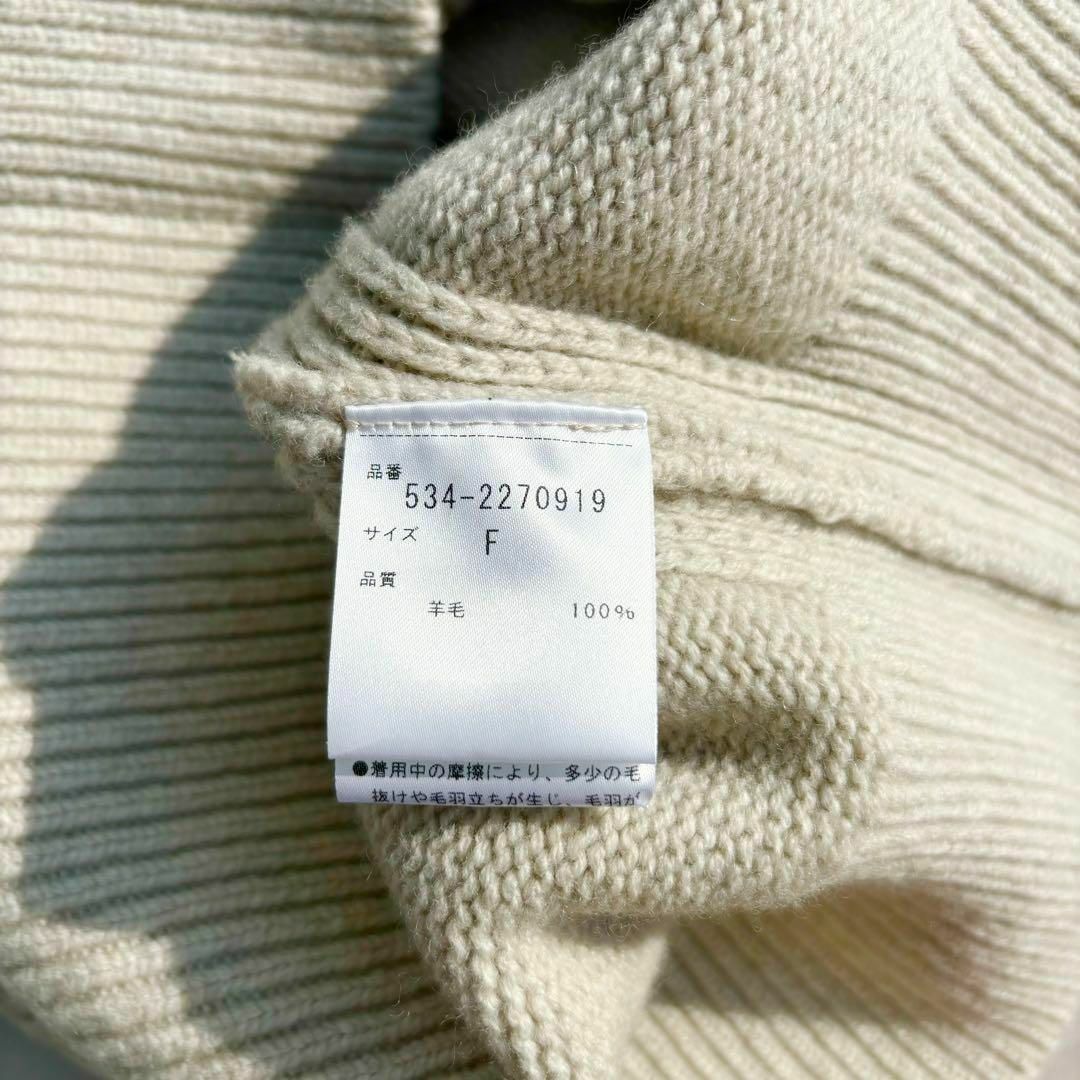 品番
534-2270919
サイズ F
品質
羊毛 100%
●着用中の摩擦により、多少の毛
抜けや毛羽立ちが生じ、毛羽が